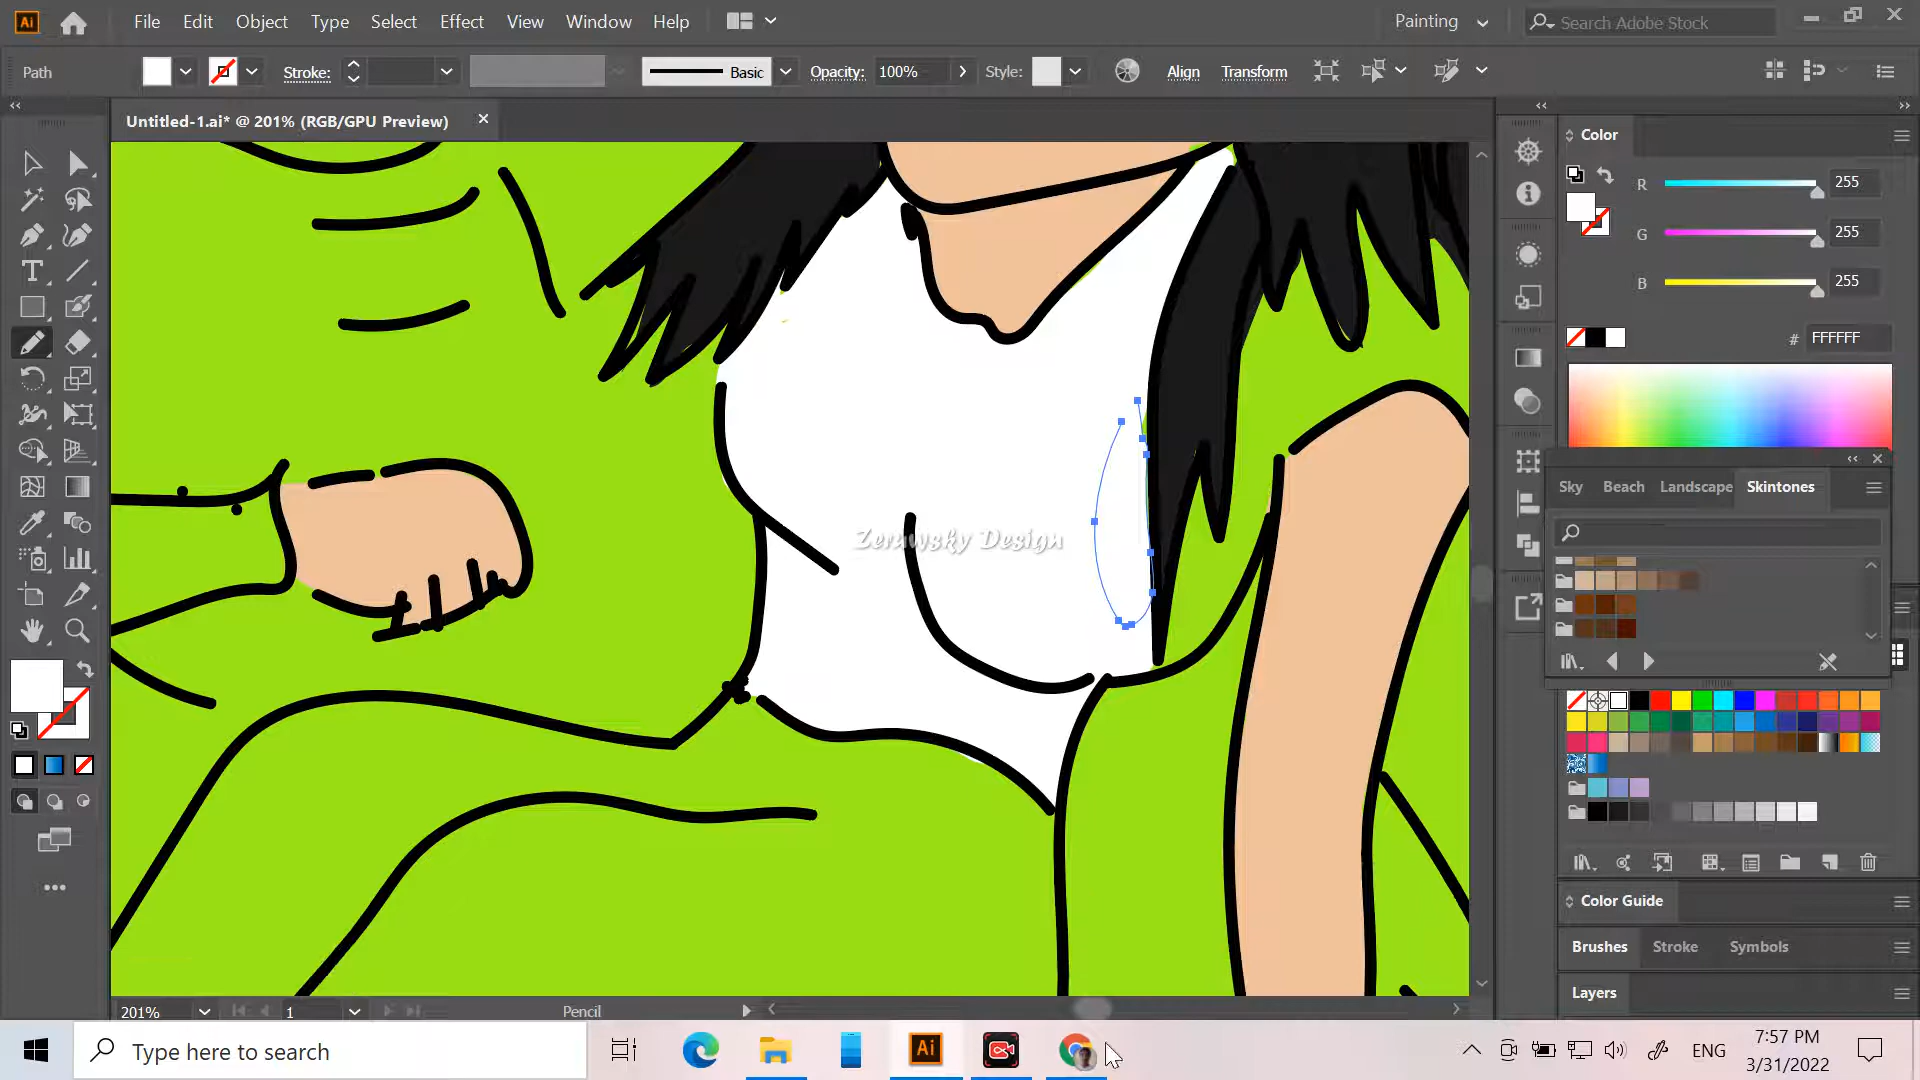 Ai File Edit Object Type Select Effect View Window Help Painting Search Adobe Stock
Path Stroke: Basic Opacity: 100% Style: Align Transform
Untitled-1.ai* @ 201% (RGB/GPU Preview)
Color
R 255
G 255
B 255
# FFFFFF
Sky Beach Landscape Skintones
Zerawsky Design
Color Guide
Brushes Stroke Symbols
Layers
201% 1 Pencil
Type here to search
Ai
ENG
7:57 PM
3/31/2022